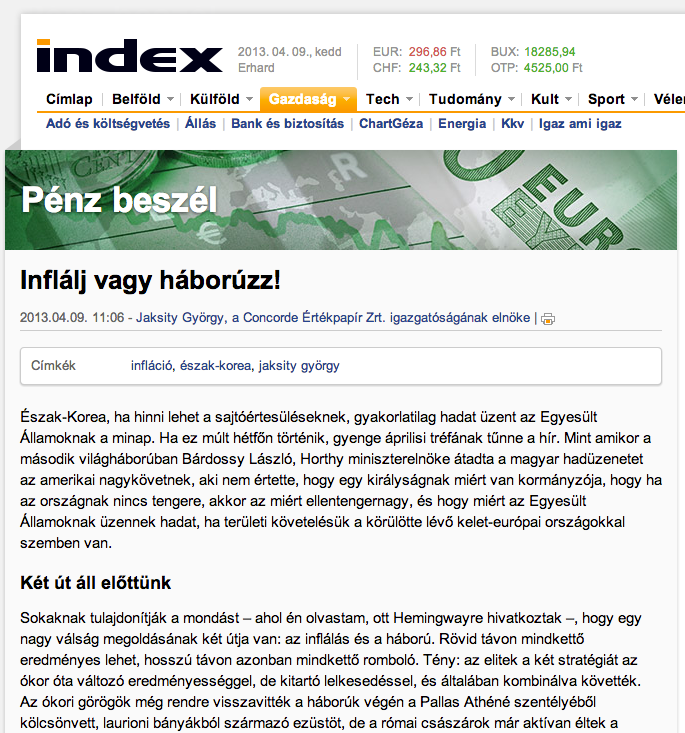 index
2013. 04. 09., kedd
Erhard
EUR: 296,86 Ft
CHF: 243,32 Ft
BUX: 18285,94
OTP: 4525,00 Ft
Címlap Belföld Külföld Gazdaság Tech Tudomány Kult Sport Véle
Adó és költségvetés | Állás | Bank és biztosítás | ChartGéza | Energia | Kkv | Igaz ami igaz
CENT
R
€
EURO
EYP
Pénz beszél
Inflálj vagy háborúzz!
2013.04.09. 11:06 - Jaksity György, a Concorde Értékpapír Zrt. igazgatóságának elnöke |
Címkék infláció, észak-korea, jaksity györgy
Észak-Korea, ha hinni lehet a sajtóértesüléseknek, gyakorlatilag hadat üzent az Egyesült
Államoknak a minap. Ha ez múlt hétfőn történik, gyenge áprilisi tréfának tűnne a hír. Mint amikor a
második világháborúban Bárdossy László, Horthy miniszterelnöke átadta a magyar hadüzenetet
az amerikai nagykövetnek, aki nem értette, hogy egy királyságnak miért van kormányzója, hogy ha
az országnak nincs tengere, akkor az miért ellentengernagy, és hogy miért az Egyesült
Államoknak üzennek hadat, ha területi követelésük a körülötte lévő kelet-európai országokkal
szemben van.
Két út áll előttünk
Sokaknak tulajdonítják a mondást – ahol én olvastam, ott Hemingwayre hivatkoztak –, hogy egy
nagy válság megoldásának két útja van: az inflálás és a háború. Rövid távon mindkettő
eredményes lehet, hosszú távon azonban mindkettő romboló. Tény: az elitek a két stratégiát az
ókor óta változó eredményességgel, de kitartó lelkesedéssel, és általában kombinálva követték.
Az ókori görögök még rendre visszavitték a háborúk végén a Pallas Athéné szentélyéből
kölcsönvett, laurioni bányákból származó ezüstöt, de a római császárok már aktívan éltek a